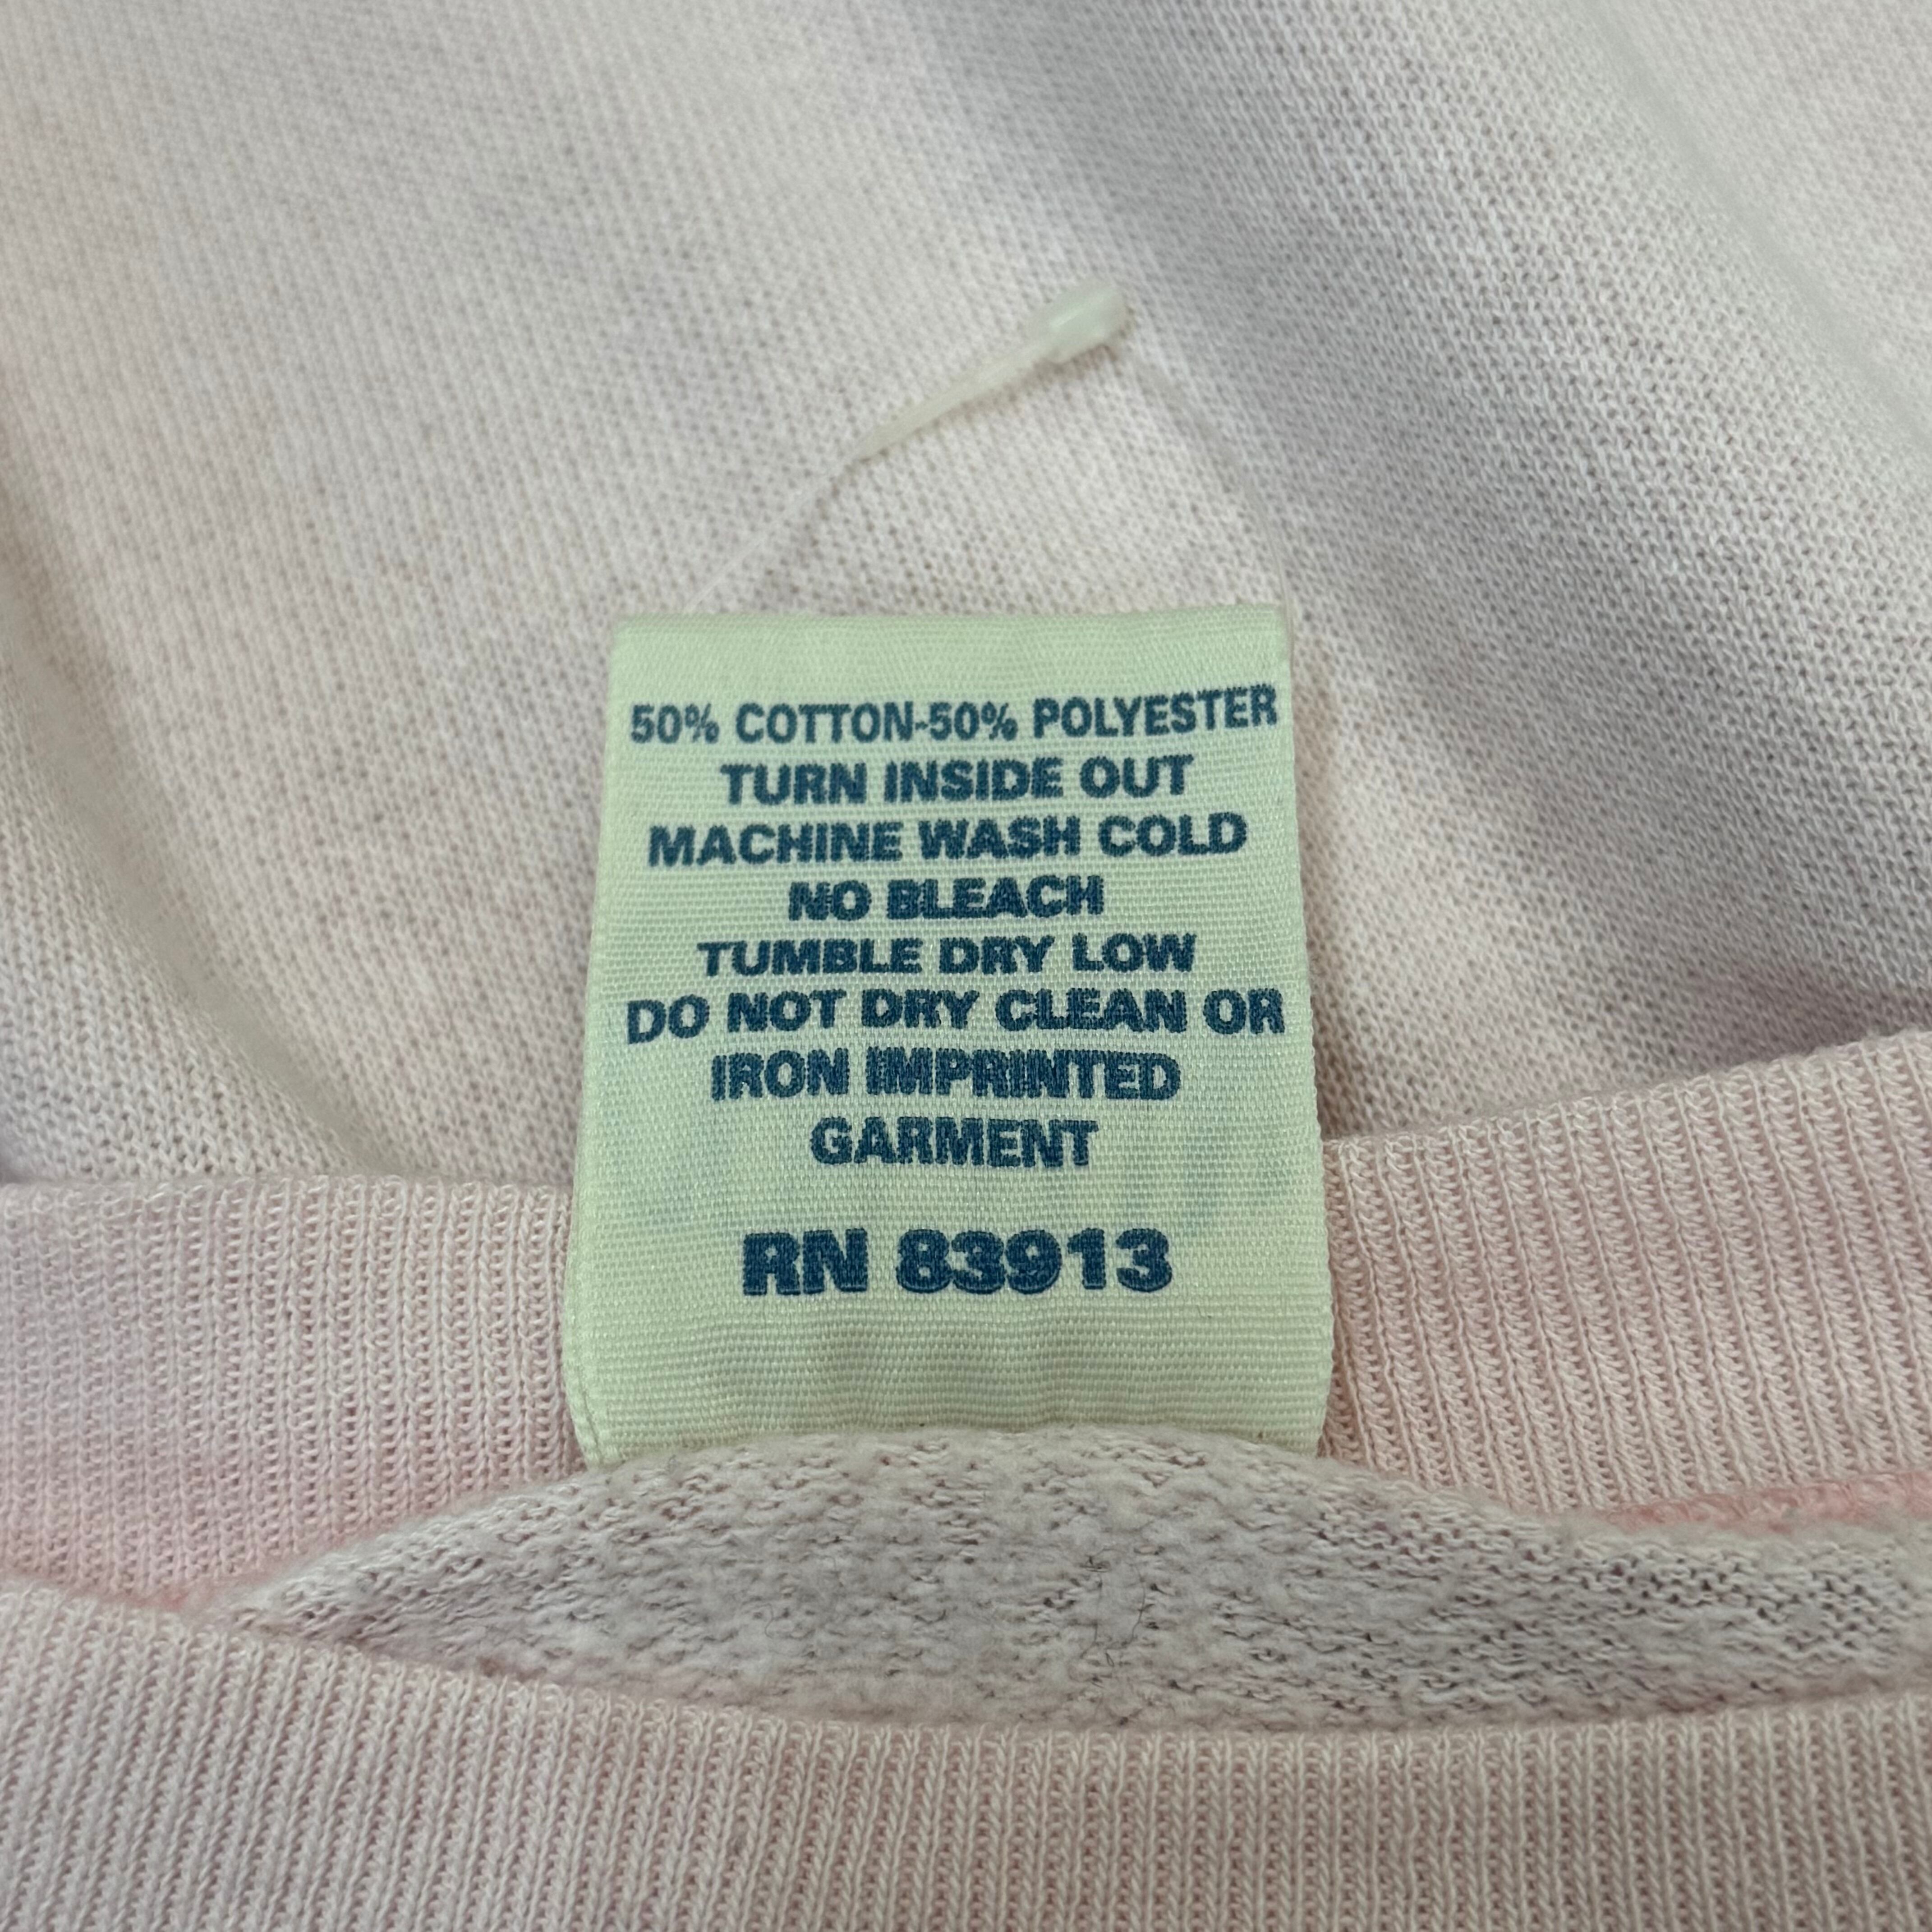 50% COTTON-50% POLYESTER
TURN INSIDE OUT
MACHINE WASH COLD
NO BLEACH
TUMBLE DRY LOW
DO NOT DRY CLEAN OR
IRON IMPRINTED
GARMENT
RN 83913